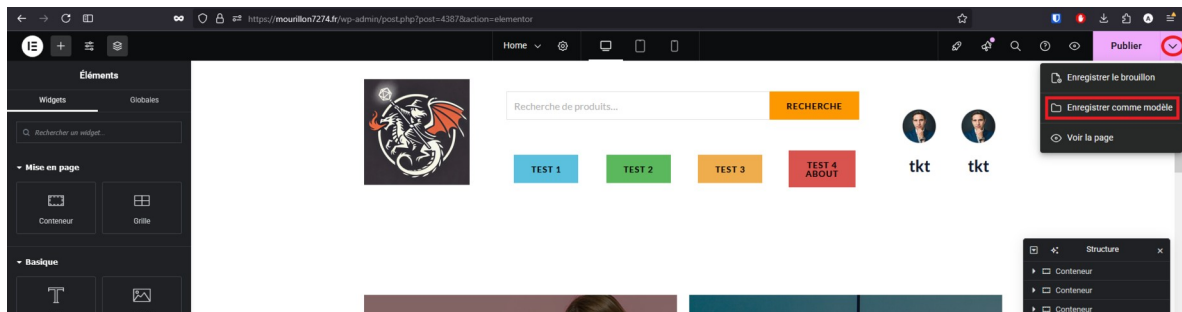 https://mourillon7274.fr/wp-admin/post.php?post=4387&action=elementor
Home
Publier
Éléments
Widgets Globales
Rechercher un widget...
Mise en page
Conteneur Grille
Basique
Recherche de produits... RECHERCHE
TEST 1 TEST 2 TEST 3 TEST 4 ABOUT
tkt tkt
Enregistrer le brouillon
Enregistrer comme modèle
Voir la page
Structure
Conteneur
Conteneur
Conteneur